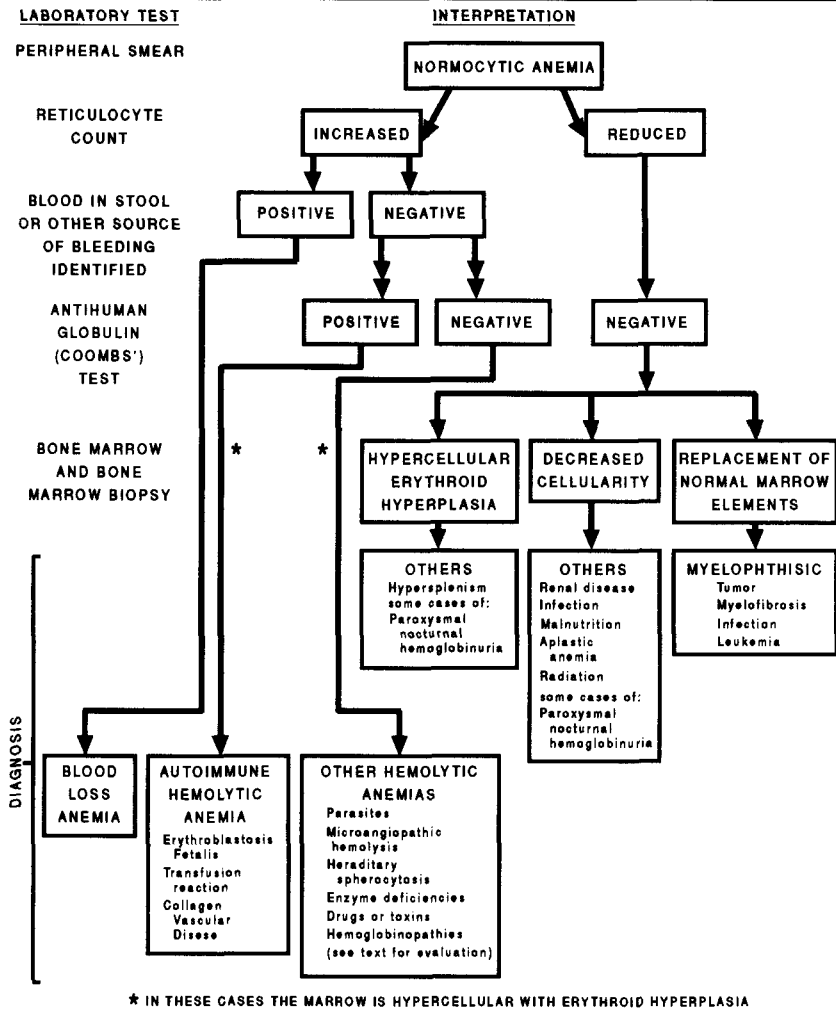 LABORATORY TEST
INTERPRETATION
PERIPHERAL SMEAR
NORMOCYTIC ANEMIA
RETICULOCYTE
COUNT
INCREASED
REDUCED
BLOOD IN STOOL
OR OTHER SOURCE
OF BLEEDING
IDENTIFIED
POSITIVE
NEGATIVE
ANTIHUMAN
GLOBULIN
(COOMBS')
TEST
POSITIVE
NEGATIVE
NEGATIVE
BONE MARROW
AND BONE
MARROW BIOPSY
*
*
HYPERCELLULAR
ERYTHROID
HYPERPLASIA
DECREASED
CELLULARITY
REPLACEMENT OF
NORMAL MARROW
ELEMENTS
OTHERS
Hypersplenism
some cases of:
Paroxysmal
nocturnal
hemoglobinuria
OTHERS
Renal disease
Infection
Malnutrition
Aplastic
anemia
Radiation
some cases of:
Paroxysmal
nocturnal
hemoglobinuria
MYELOPHTHISIC
Tumor
Myelofibrosis
Infection
Leukemia
DIAGNOSIS
BLOOD
LOSS
ANEMIA
AUTOIMMUNE
HEMOLYTIC
ANEMIA
Erythroblastosis
Fetalis
Transfusion
reaction
Collagen
Vascular
Disese
OTHER HEMOLYTIC
ANEMIAS
Parasites
Microangiopathic
hemolysis
Hereditary
spherocytosis
Enzyme deficiencies
Drugs or toxins
Hemoglobinopathies
(see text for evaluation)
* IN THESE CASES THE MARROW IS HYPERCELLULAR WITH ERYTHROID HYPERPLASIA